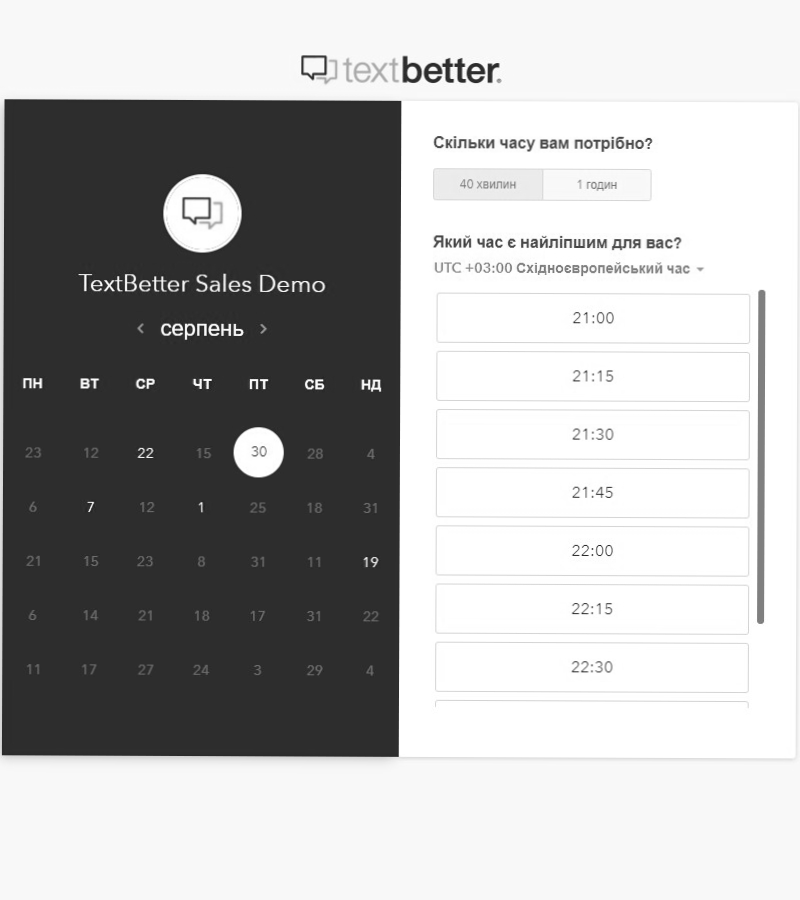 textbetter.
TextBetter Sales Demo
серпень
ПН ВТ СР ЧТ ПТ СБ НД
23 12 22 15 30 28 4
6 7 12 1 25 18 31
21 15 23 8 31 11 19
6 14 21 18 17 31 22
11 17 27 24 3 29 4
Скільки часу вам потрібно?
40 хвилин 1 годин
Який час є найліпшим для вас?
UTC +03:00 Східноєвропейський час
21:00
21:15
21:30
21:45
22:00
22:15
22:30